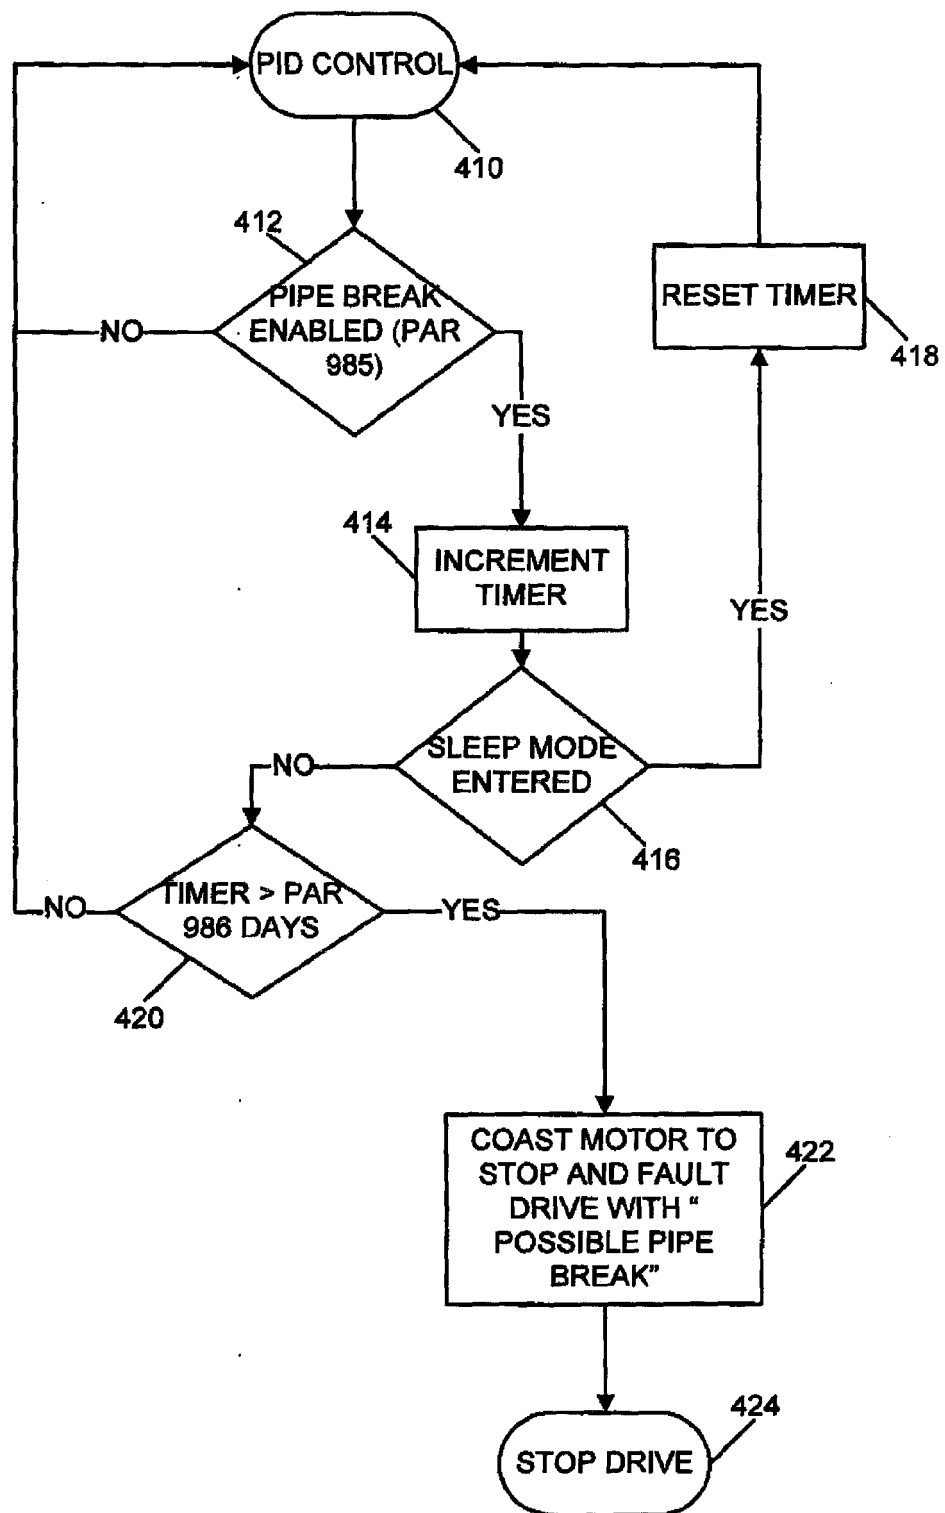 PID CONTROL
410
412
PIPE BREAK
ENABLED (PAR
985)
NO
YES
RESET TIMER
418
414
INCREMENT
TIMER
YES
SLEEP MODE
ENTERED
NO
416
TIMER > PAR
986 DAYS
NO
YES
420
COAST MOTOR TO
STOP AND FAULT
DRIVE WITH “
POSSIBLE PIPE
BREAK”
422
424
STOP DRIVE